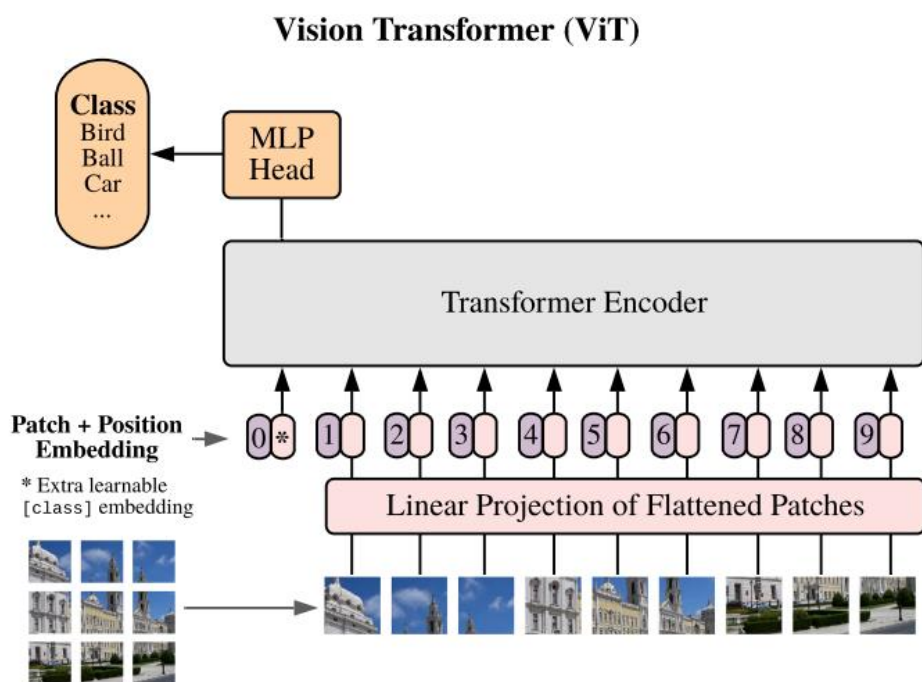 Vision Transformer (ViT)
Class
Bird
Ball
Car
...
MLP
Head
Transformer Encoder
Patch + Position
Embedding
0 * 1 2 3 4 5 6 7 8 9
* Extra learnable
[class] embedding
Linear Projection of Flattened Patches